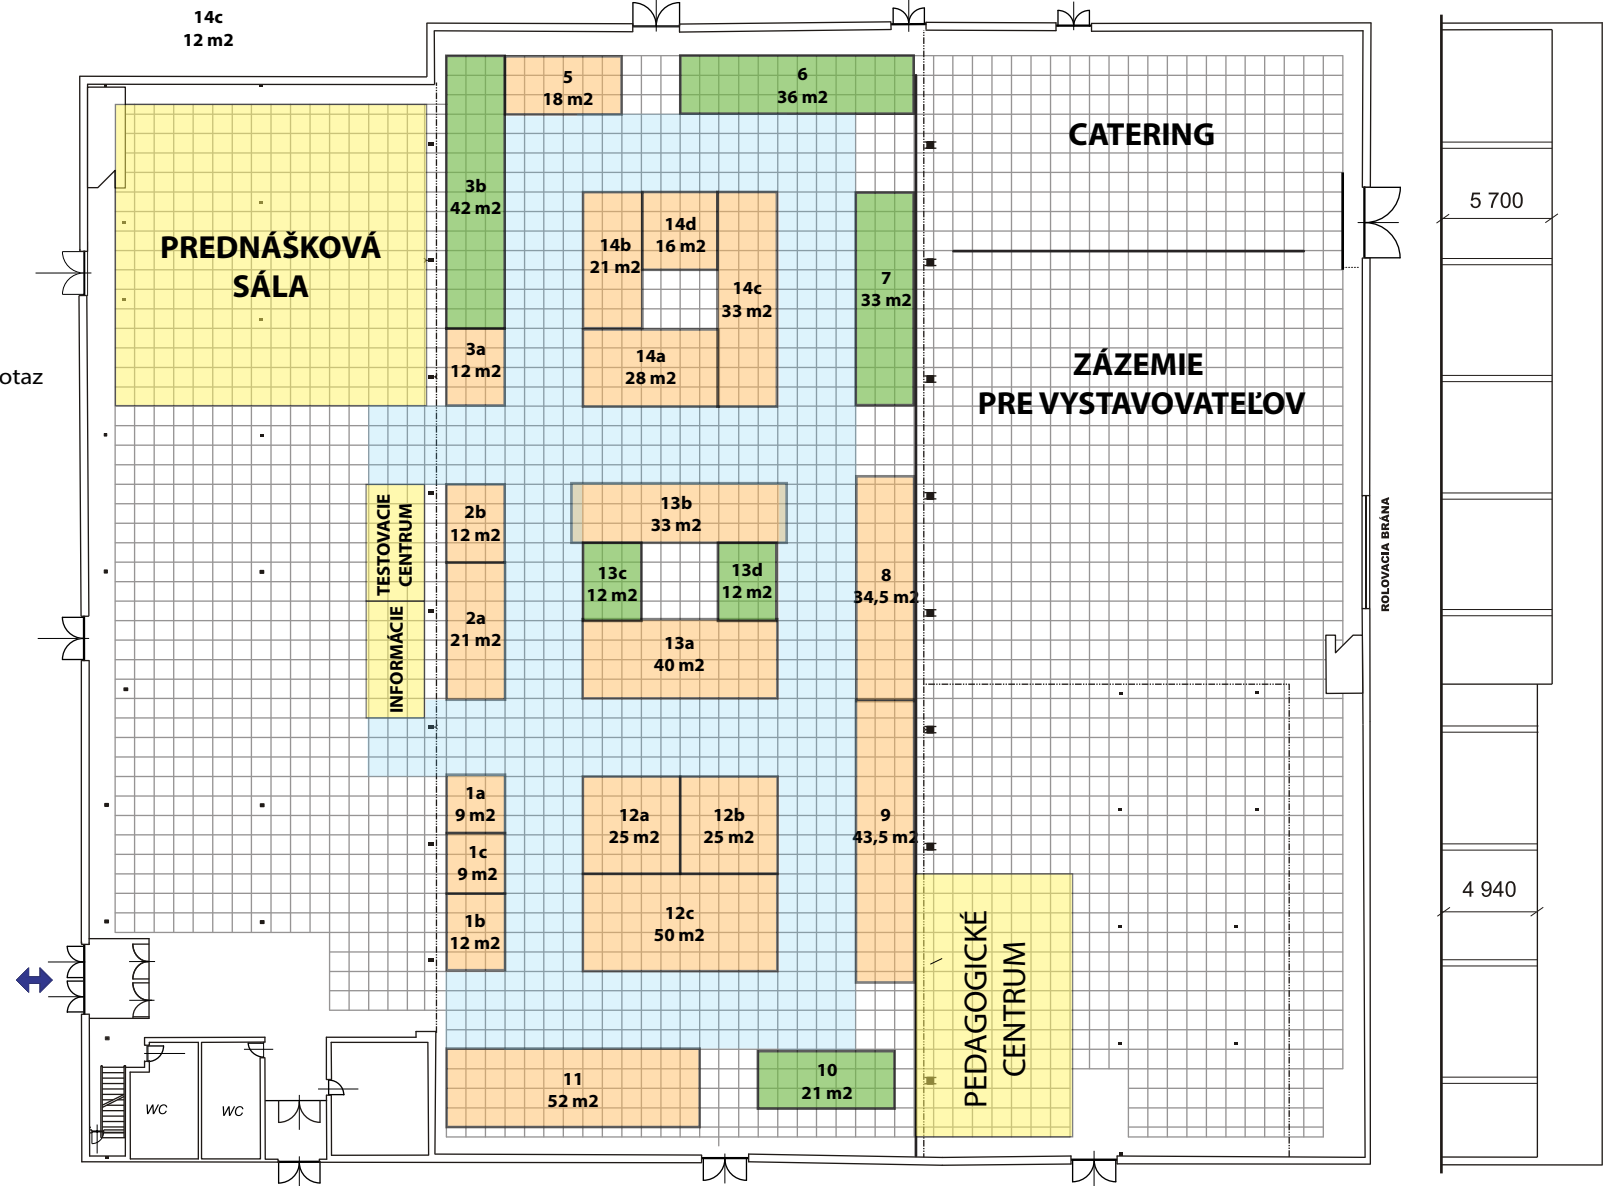 14c
12 m2
5
18 m2
6
36 m2
CATERING
3b
42 m2
5 700
14b
21 m2
14d
16 m2
PREDNÁŠKOVÁ
SÁLA
14c
33 m2
7
33 m2
3a
12 m2
14a
28 m2
ZÁZEMIE
PRE VYSTAVOVATEĽOV
otaz
TESTOVACIE
CENTRUM
2b
12 m2
13b
33 m2
ROLOVACIA BRÁNA
13c
12 m2
13d
12 m2
8
34,5 m2
INFORMÁCIE
2a
21 m2
13a
40 m2
1a
9 m2
12a
25 m2
12b
25 m2
9
43,5 m2
1c
9 m2
4 940
1b
12 m2
12c
50 m2
PEDAGOGICKÉ
CENTRUM
11
52 m2
10
21 m2
WC
WC